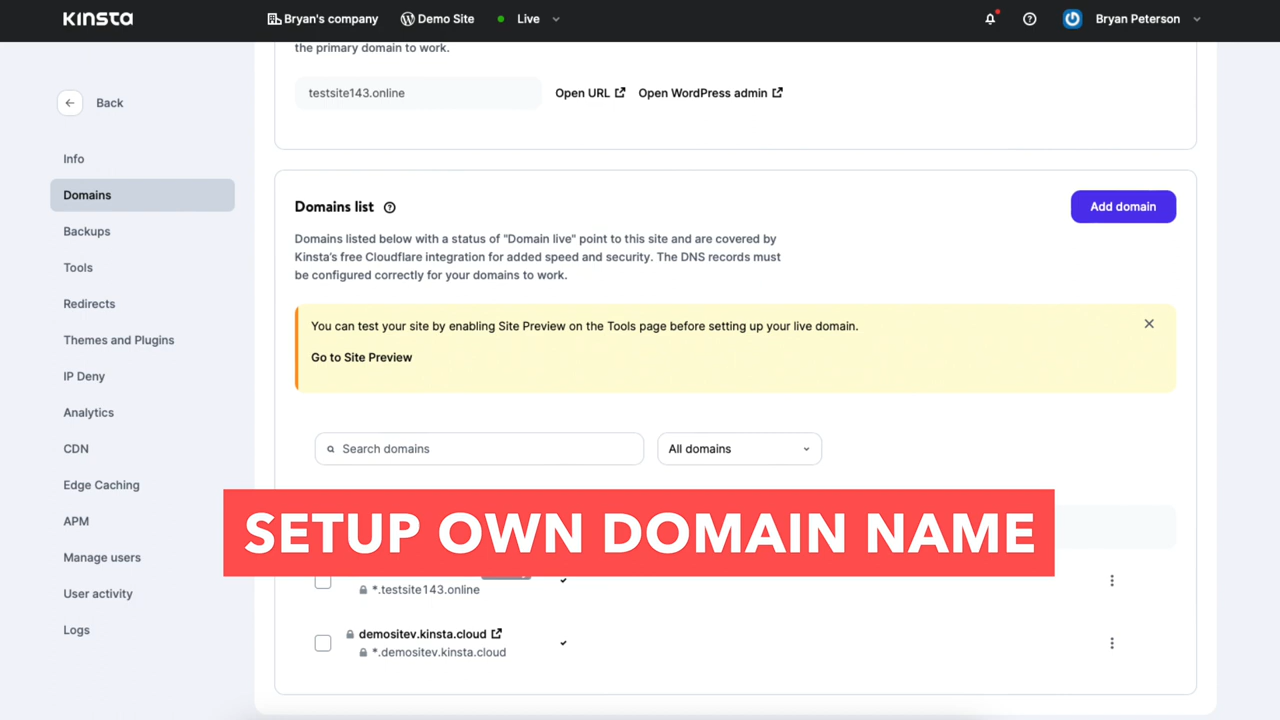 Kinsta
Bryan's company
Demo Site
Live
Bryan Peterson
the primary domain to work.
testsite143.online
Open URL
Open WordPress admin
Back
Info
Domains
Backups
Tools
Redirects
Themes and Plugins
IP Deny
Analytics
CDN
Edge Caching
APM
Manage users
User activity
Logs
Domains list
Add domain
Domains listed below with a status of "Domain live" point to this site and are covered by
Kinsta's free Cloudflare integration for added speed and security. The DNS records must
be configured correctly for your domains to work.
You can test your site by enabling Site Preview on the Tools page before setting up your live domain.
Go to Site Preview
Search domains
All domains
SETUP OWN DOMAIN NAME
*.testsite143.online
demositev.kinsta.cloud
*.demositev.kinsta.cloud